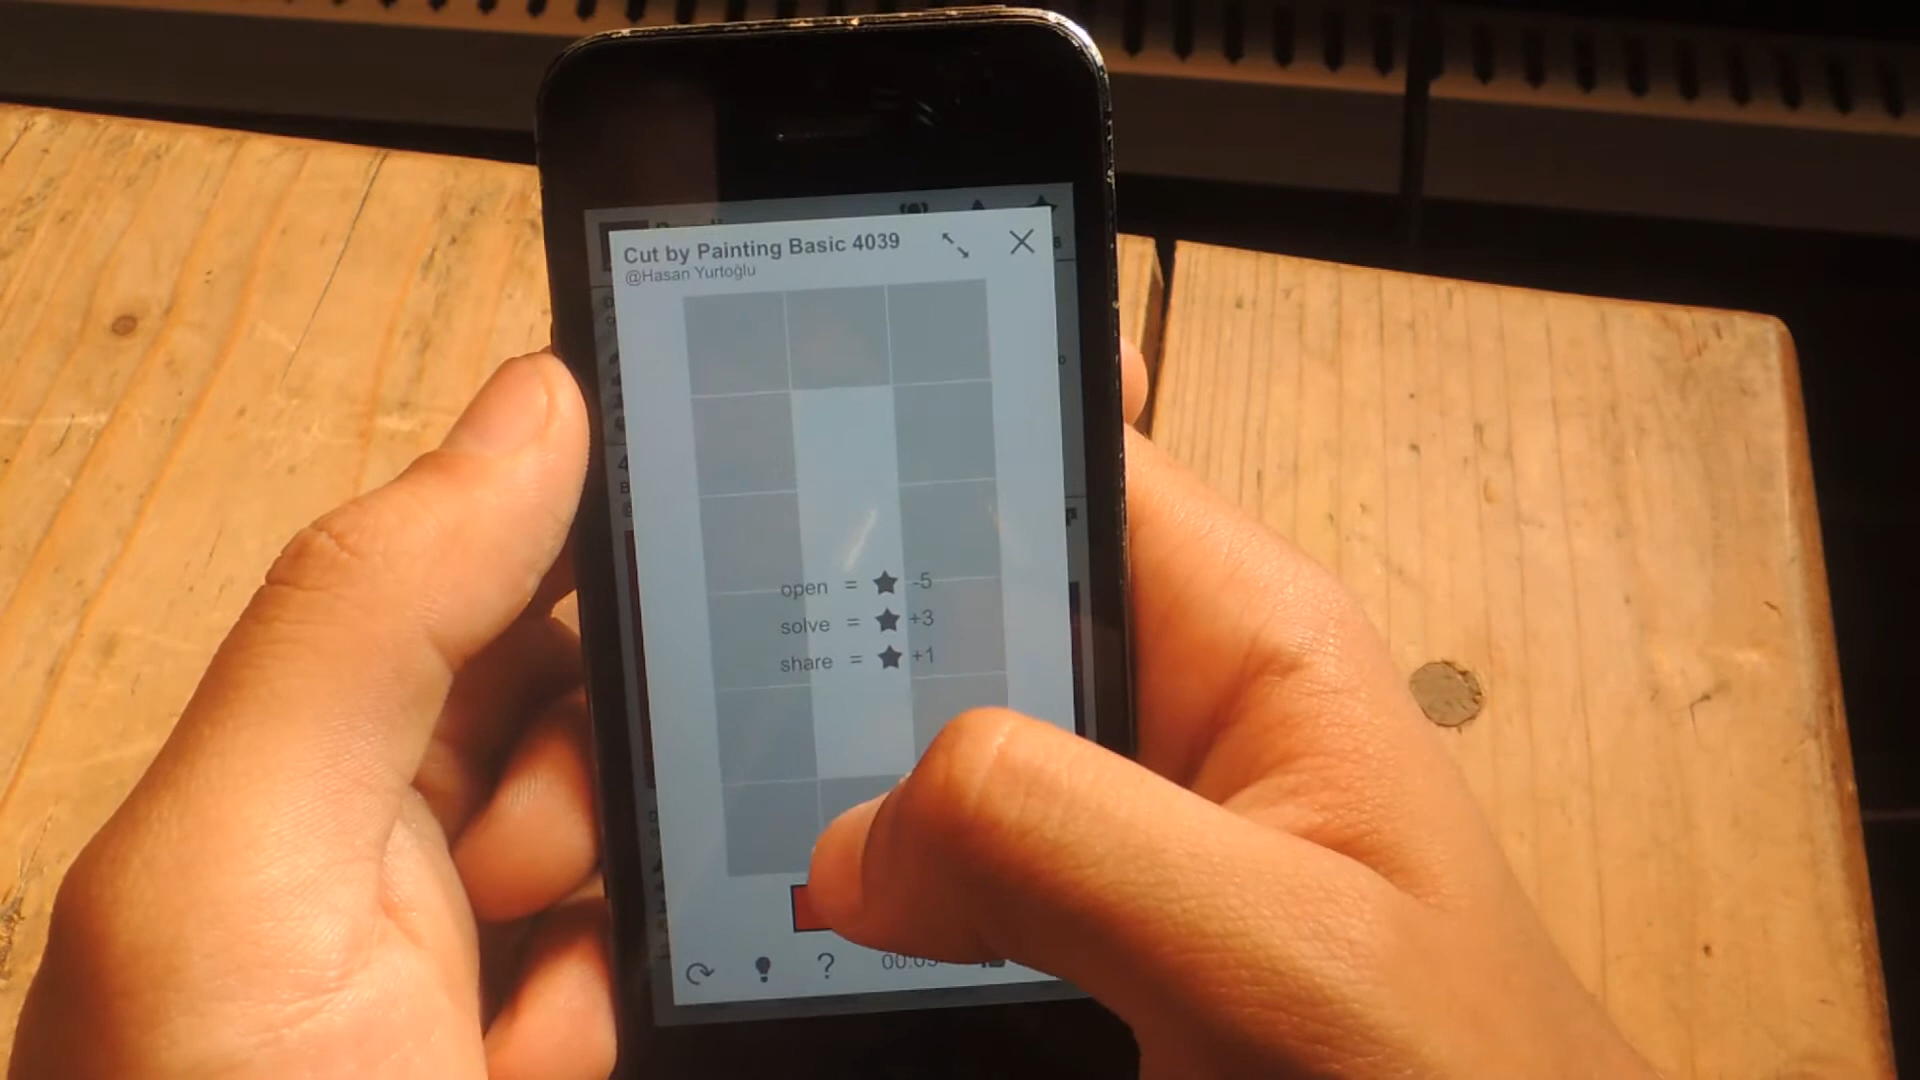 Cut by Painting Basic 4039
@Hasan Yurtoğlu
open = ★ -5
solve = ★ +3
share = ★ +1
?